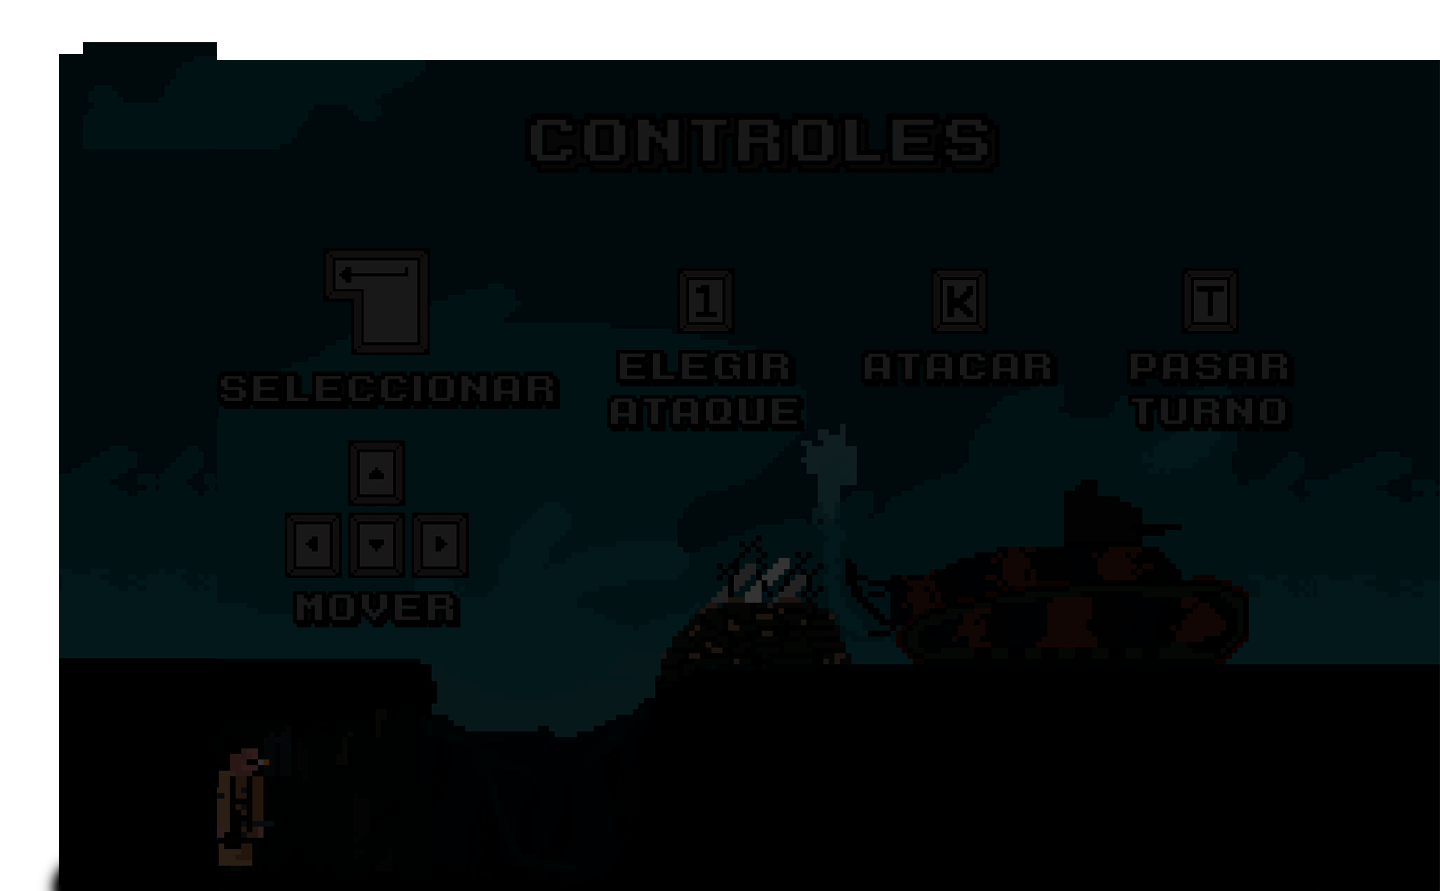 CONTROLES
SELECCIONAR
1
ELEGIR
ATAQUE
K
ATACAR
T
PASAR
TURNO
MOVER